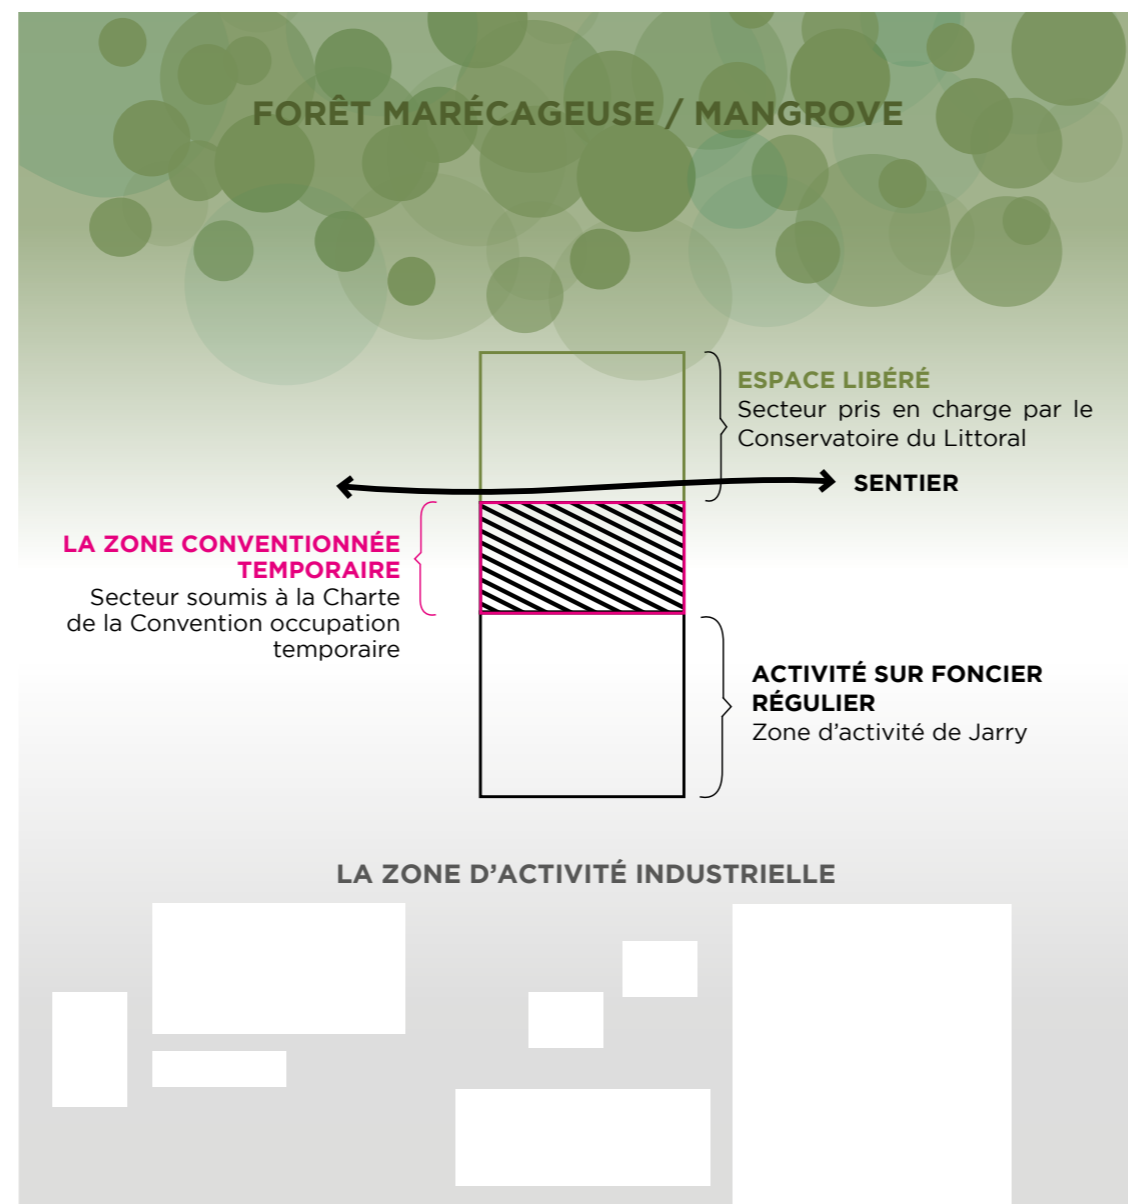 FORÊT MARÉCAGEUSE / MANGROVE
ESPACE LIBÉRÉ
Secteur pris en charge par le
Conservatoire du Littoral
SENTIER
LA ZONE CONVENTIONNÉE
TEMPORAIRE
Secteur soumis à la Charte
de la Convention occupation
temporaire
ACTIVITÉ SUR FONCIER
RÉGULIER
Zone d’activité de Jarry
LA ZONE D’ACTIVITÉ INDUSTRIELLE